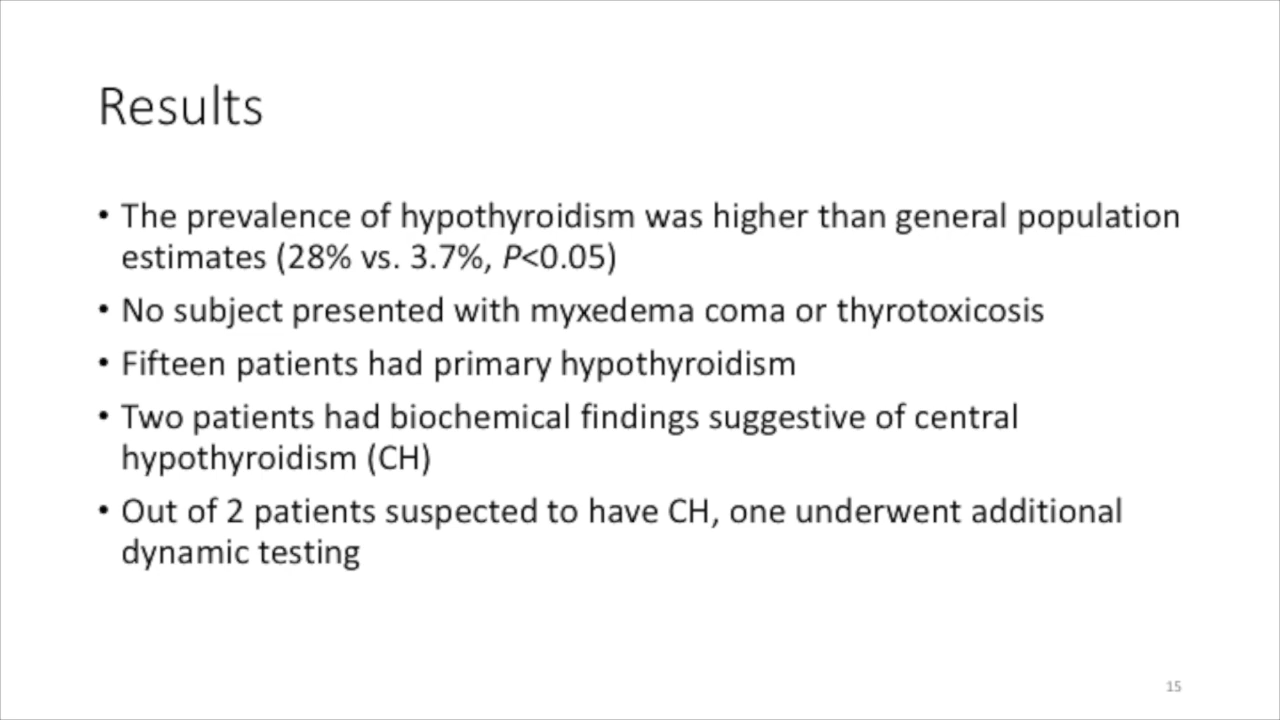 Results
• The prevalence of hypothyroidism was higher than general population
estimates (28% vs. 3.7%, P<0.05)
• No subject presented with myxedema coma or thyrotoxicosis
• Fifteen patients had primary hypothyroidism
• Two patients had biochemical findings suggestive of central
hypothyroidism (CH)
• Out of 2 patients suspected to have CH, one underwent additional
dynamic testing
15